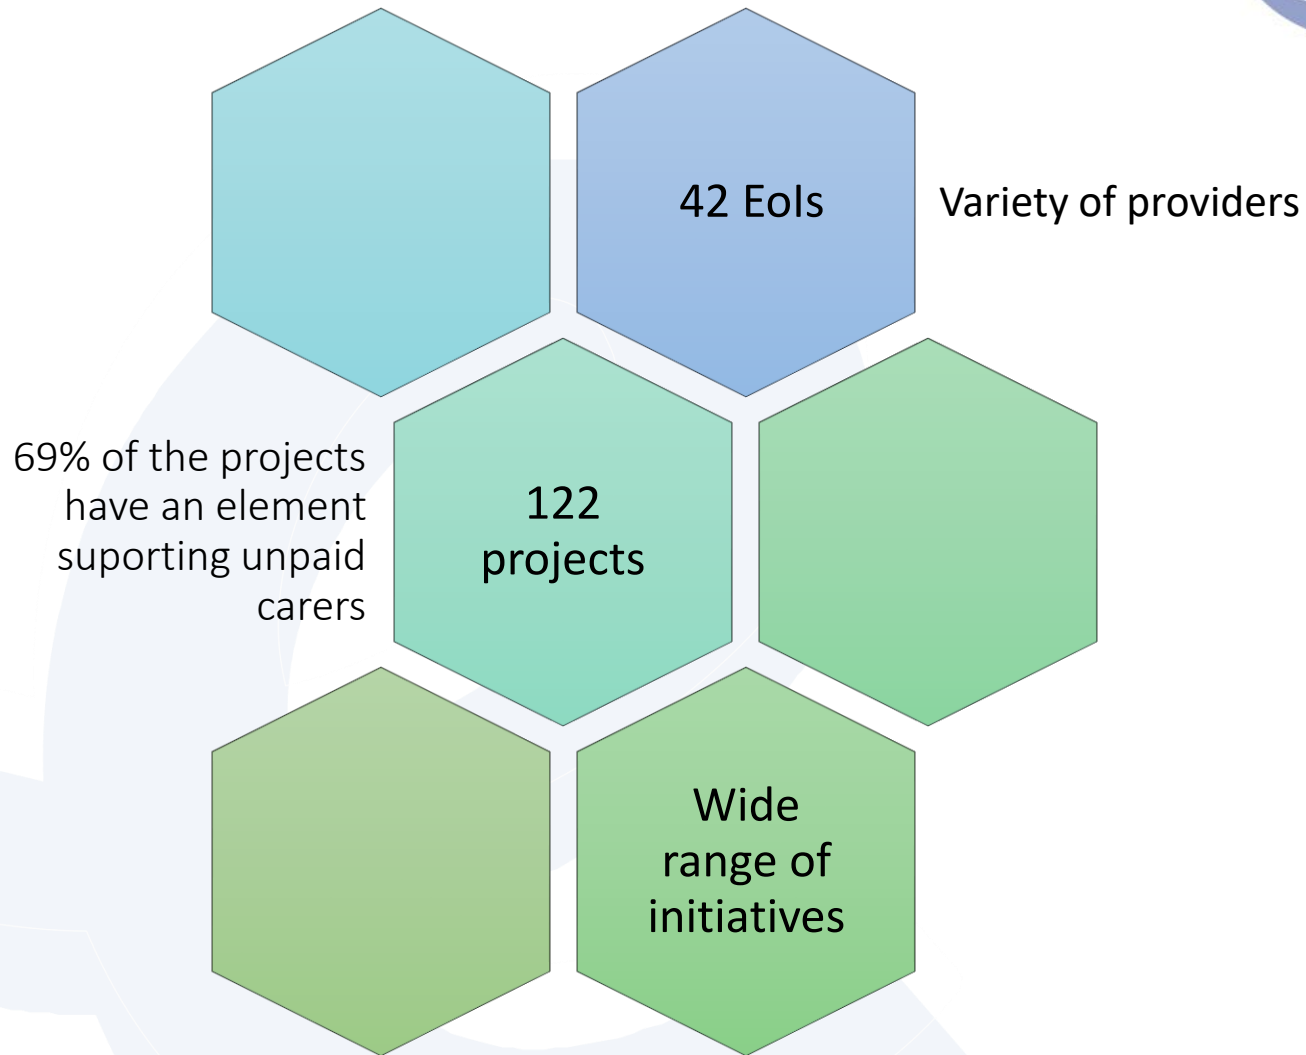 42 EoIs
Variety of providers
69% of the projects
have an element
suporting unpaid
carers
122
projects
Wide
range of
initiatives